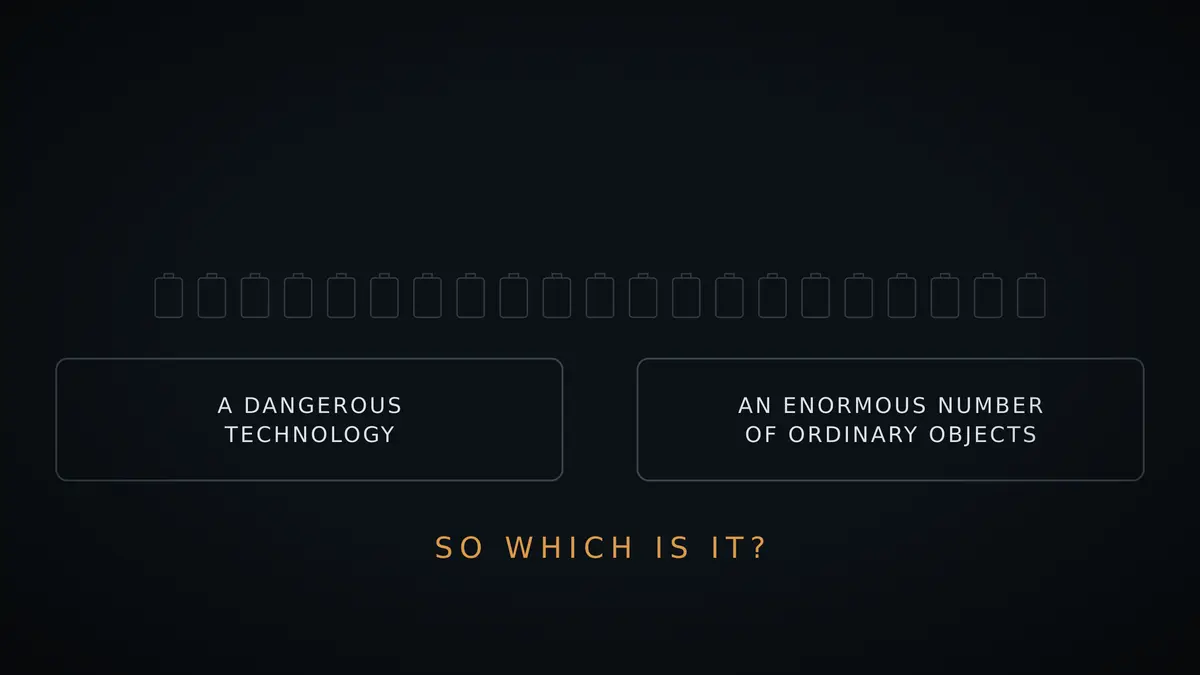 A DANGEROUS
TECHNOLOGY
AN ENORMOUS NUMBER
OF ORDINARY OBJECTS
SO WHICH IS IT?